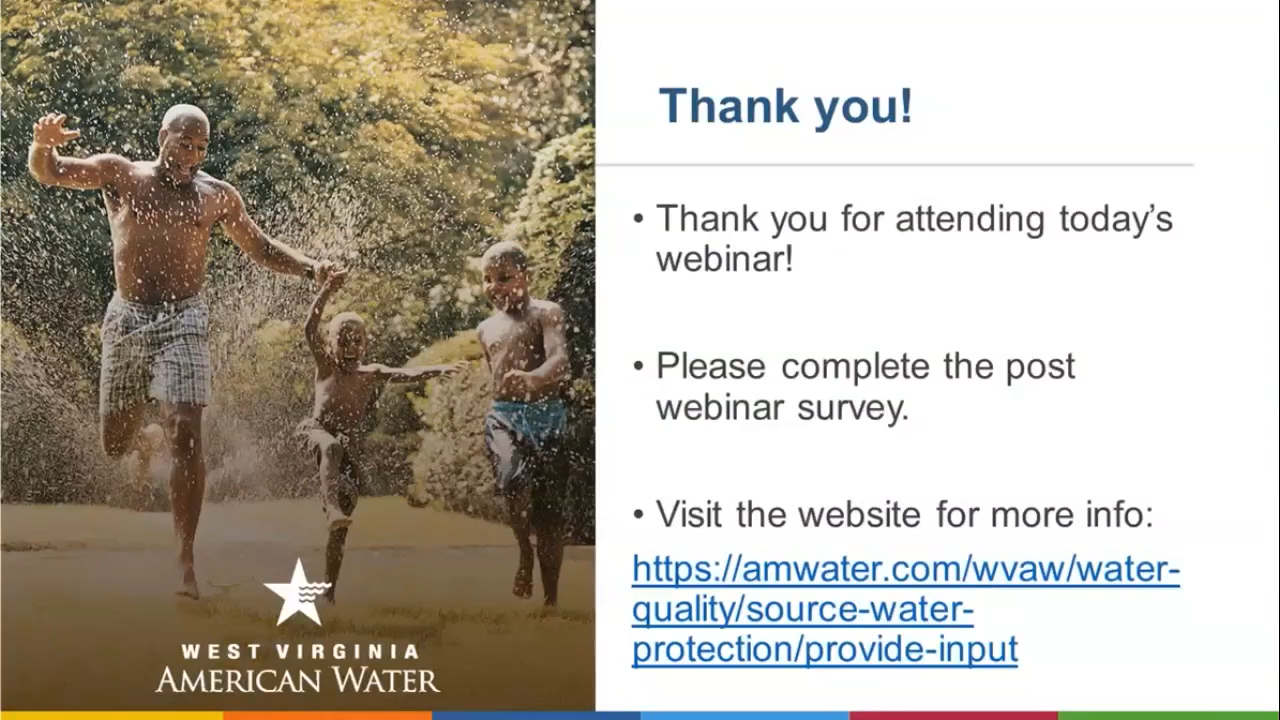 Thank you!
• Thank you for attending today's
webinar!
• Please complete the post
webinar survey.
• Visit the website for more info:
https://amwater.com/wvaw/water-
quality/source-water-
protection/provide-input
WEST VIRGINIA
AMERICAN WATER